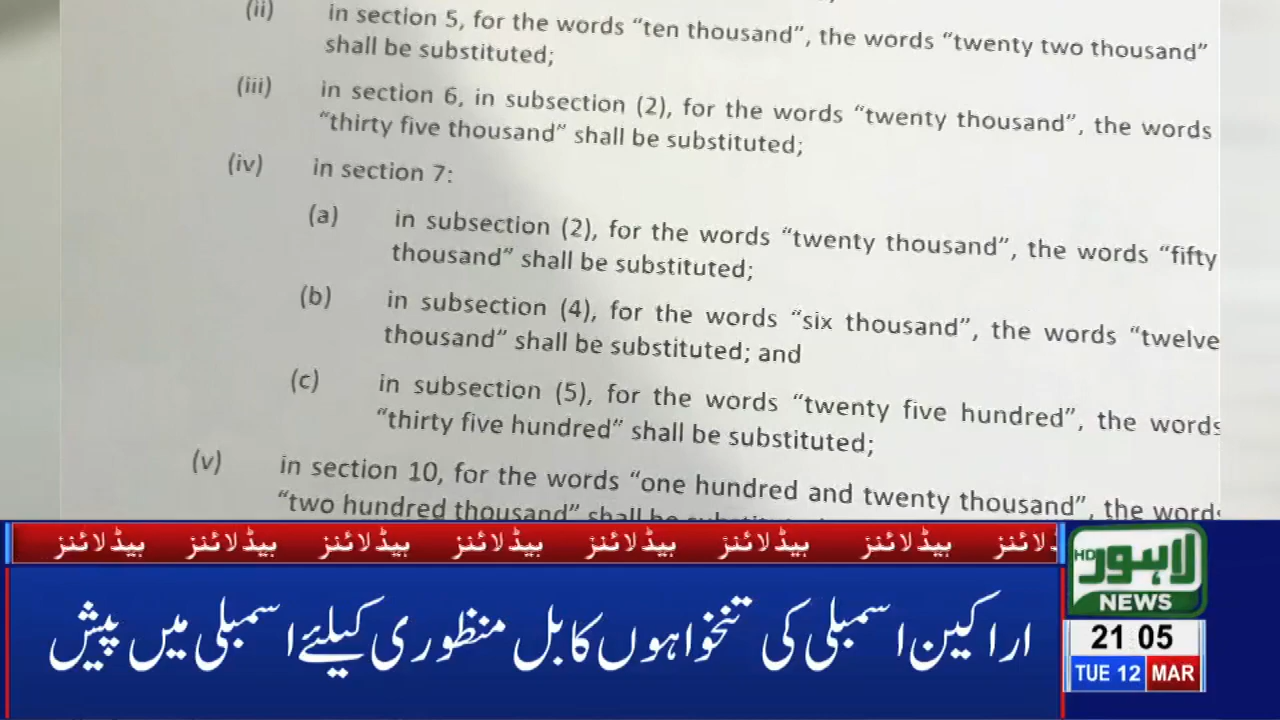 (ii) in section 5, for the words “ten thousand”, the words “twenty two thousand”
shall be substituted;
(iii) in section 6, in subsection (2), for the words “twenty thousand”, the words
“thirty five thousand” shall be substituted;
(iv) in section 7:
(a) in subsection (2), for the words “twenty thousand”, the words “fifty
thousand” shall be substituted;
(b) in subsection (4), for the words “six thousand”, the words “twelve
thousand” shall be substituted; and
(c) in subsection (5), for the words “twenty five hundred”, the words
“thirty five hundred” shall be substituted;
(v) in section 10, for the words “one hundred and twenty thousand”, the words
“two hundred thousand” shall be
ہیڈلائنز ہیڈلائنز ہیڈلائنز ہیڈلائنز ہیڈلائنز ہیڈلائنز ہیڈلائنز
اراکین اسمبلی کی تنخواہوں کا بل منظوری کیلئے اسمبلی میں پیش
لاہور HD
NEWS
21 05
TUE 12 MAR